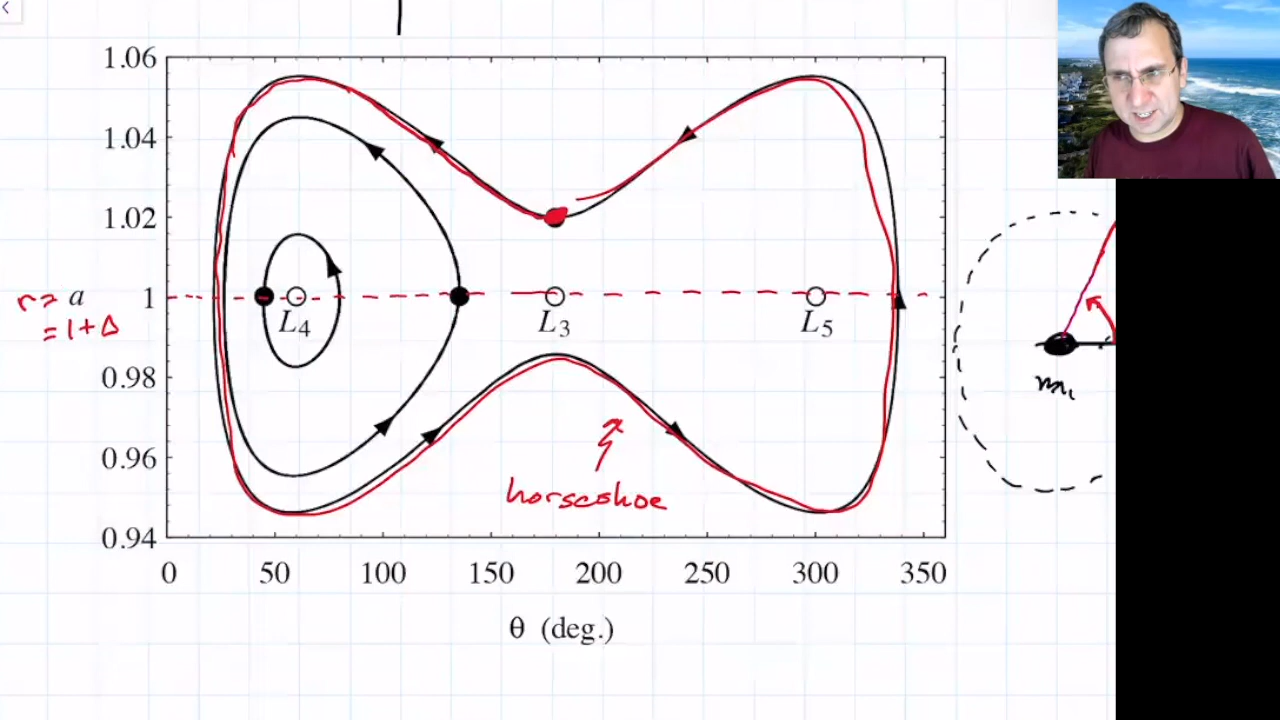 1.06
1.04
1.02
r = a 1
= 1 + Δ
L4 L3 L5
0.98
0.96
horseshoe
0.94
0 50 100 150 200 250 300 350
θ (deg.)
m1